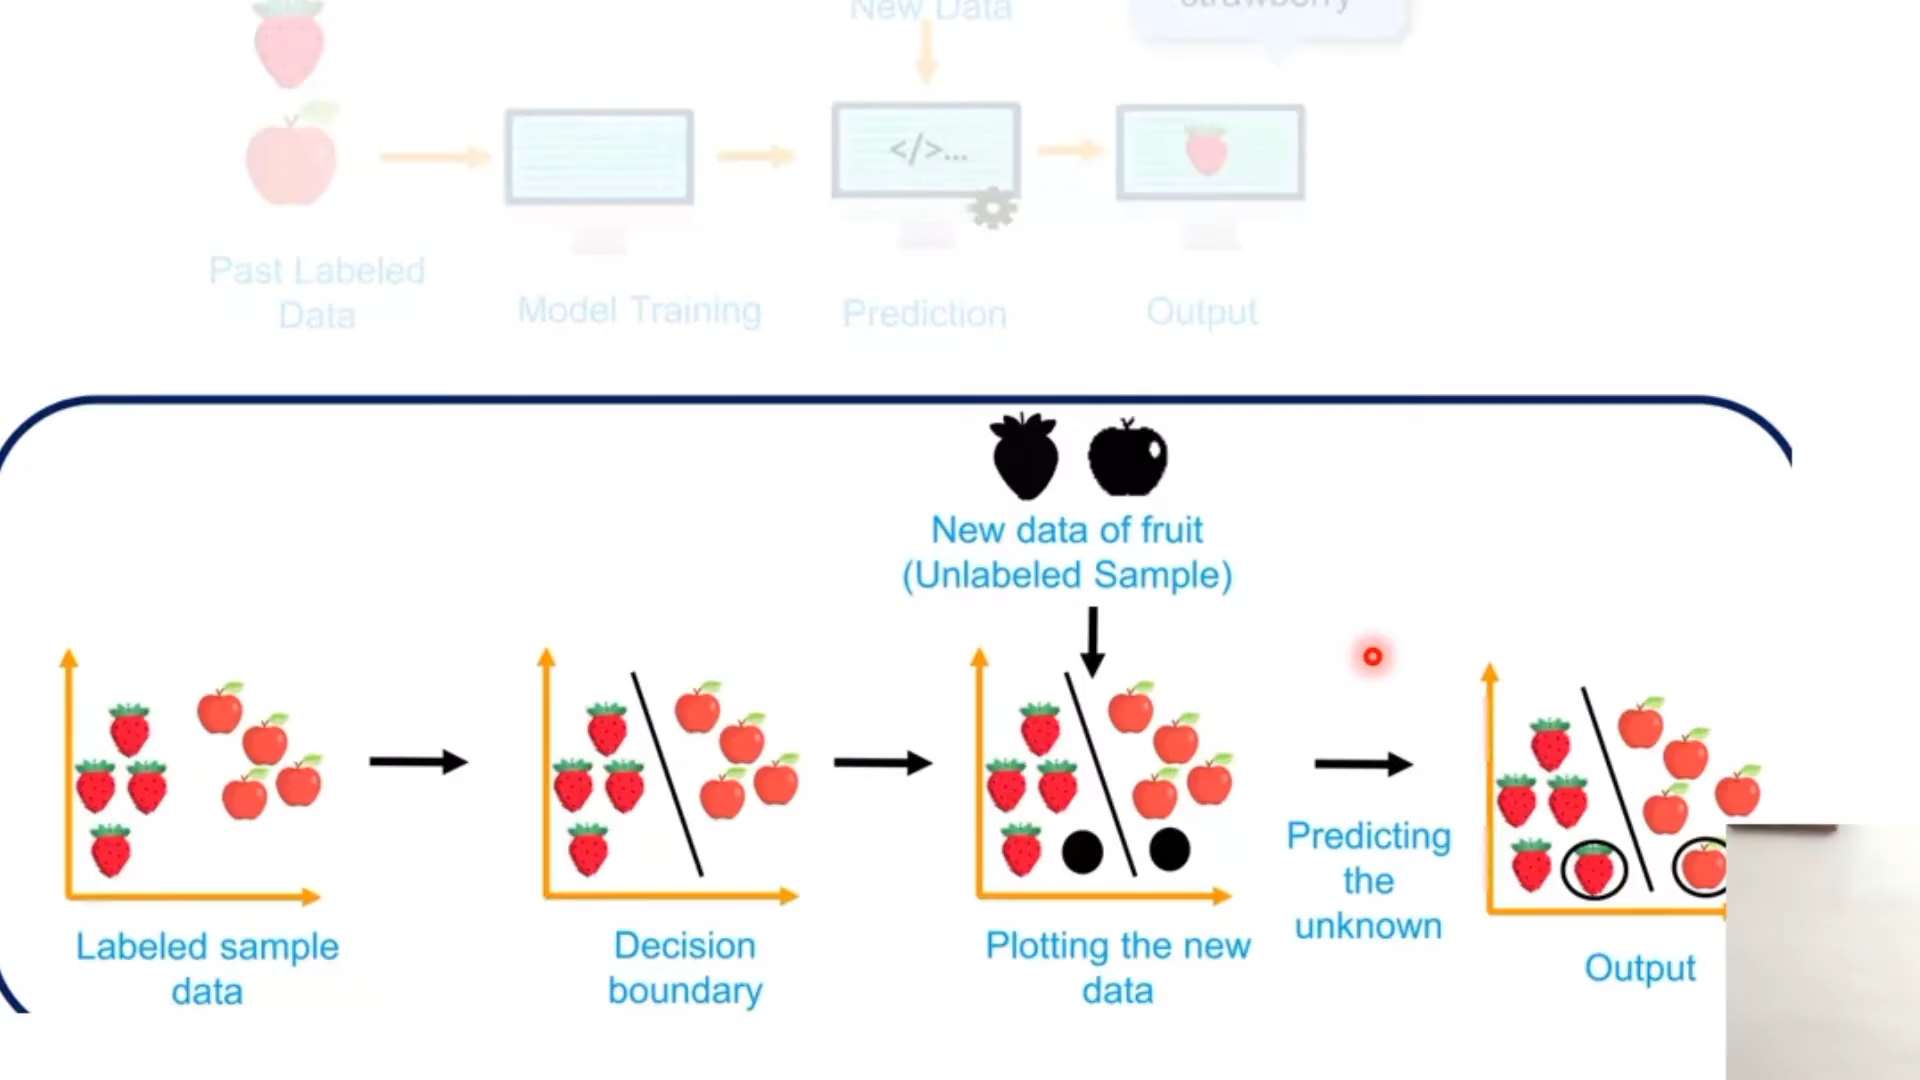 New Data
strawberry
</>...
Past Labeled
Data
Model Training
Prediction
Output
New data of fruit
(Unlabeled Sample)
Predicting
the
unknown
Labeled sample
data
Decision
boundary
Plotting the new
data
Output